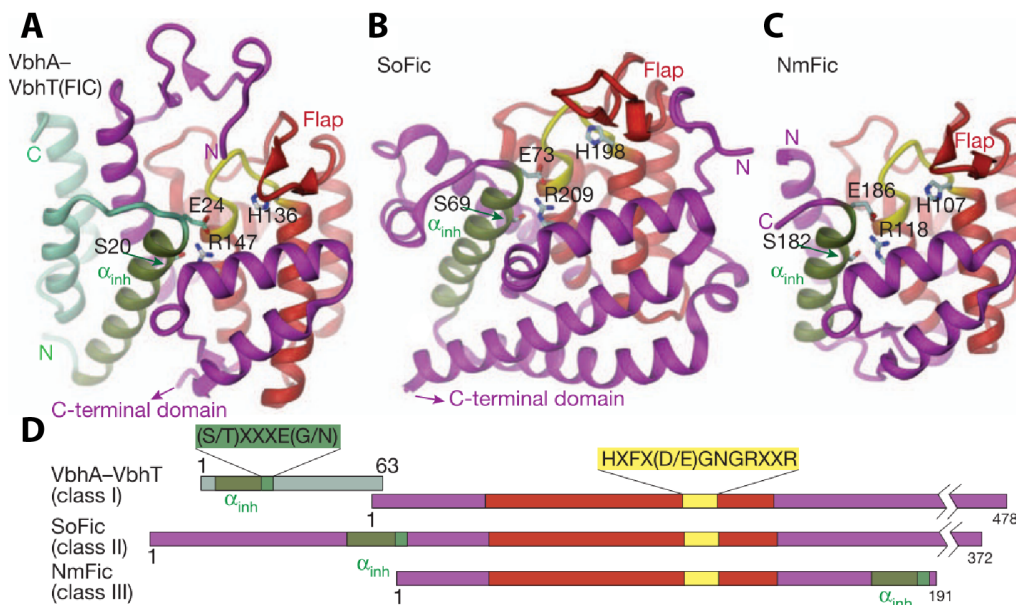 A
VbhA–
VbhT(FIC)
Flap
C
N
E24
H136
S20
R147
αinh
N
C-terminal domain
B
SoFic
Flap
E73
H198
N
S69
R209
αinh
C-terminal domain
C
NmFic
N
Flap
E186
C
H107
S182
R118
αinh
D
(S/T)XXXE(G/N)
HXFX(D/E)GNGRXXR
VbhA–VbhT
(class I)
1
63
αinh
1
478
SoFic
(class II)
1
αinh
372
NmFic
(class III)
1
αinh
191